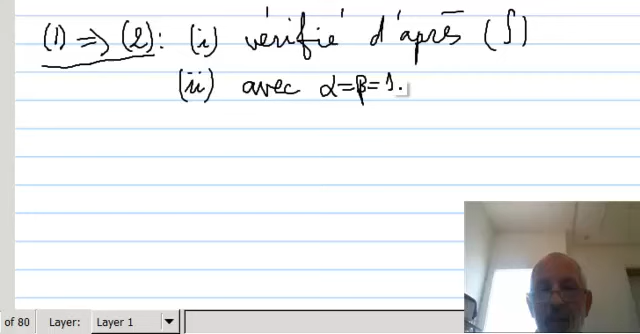 (1) => (2): (i) vérifié d'après (S)
(ii) avec α=β=1.
of 80 Layer: Layer 1